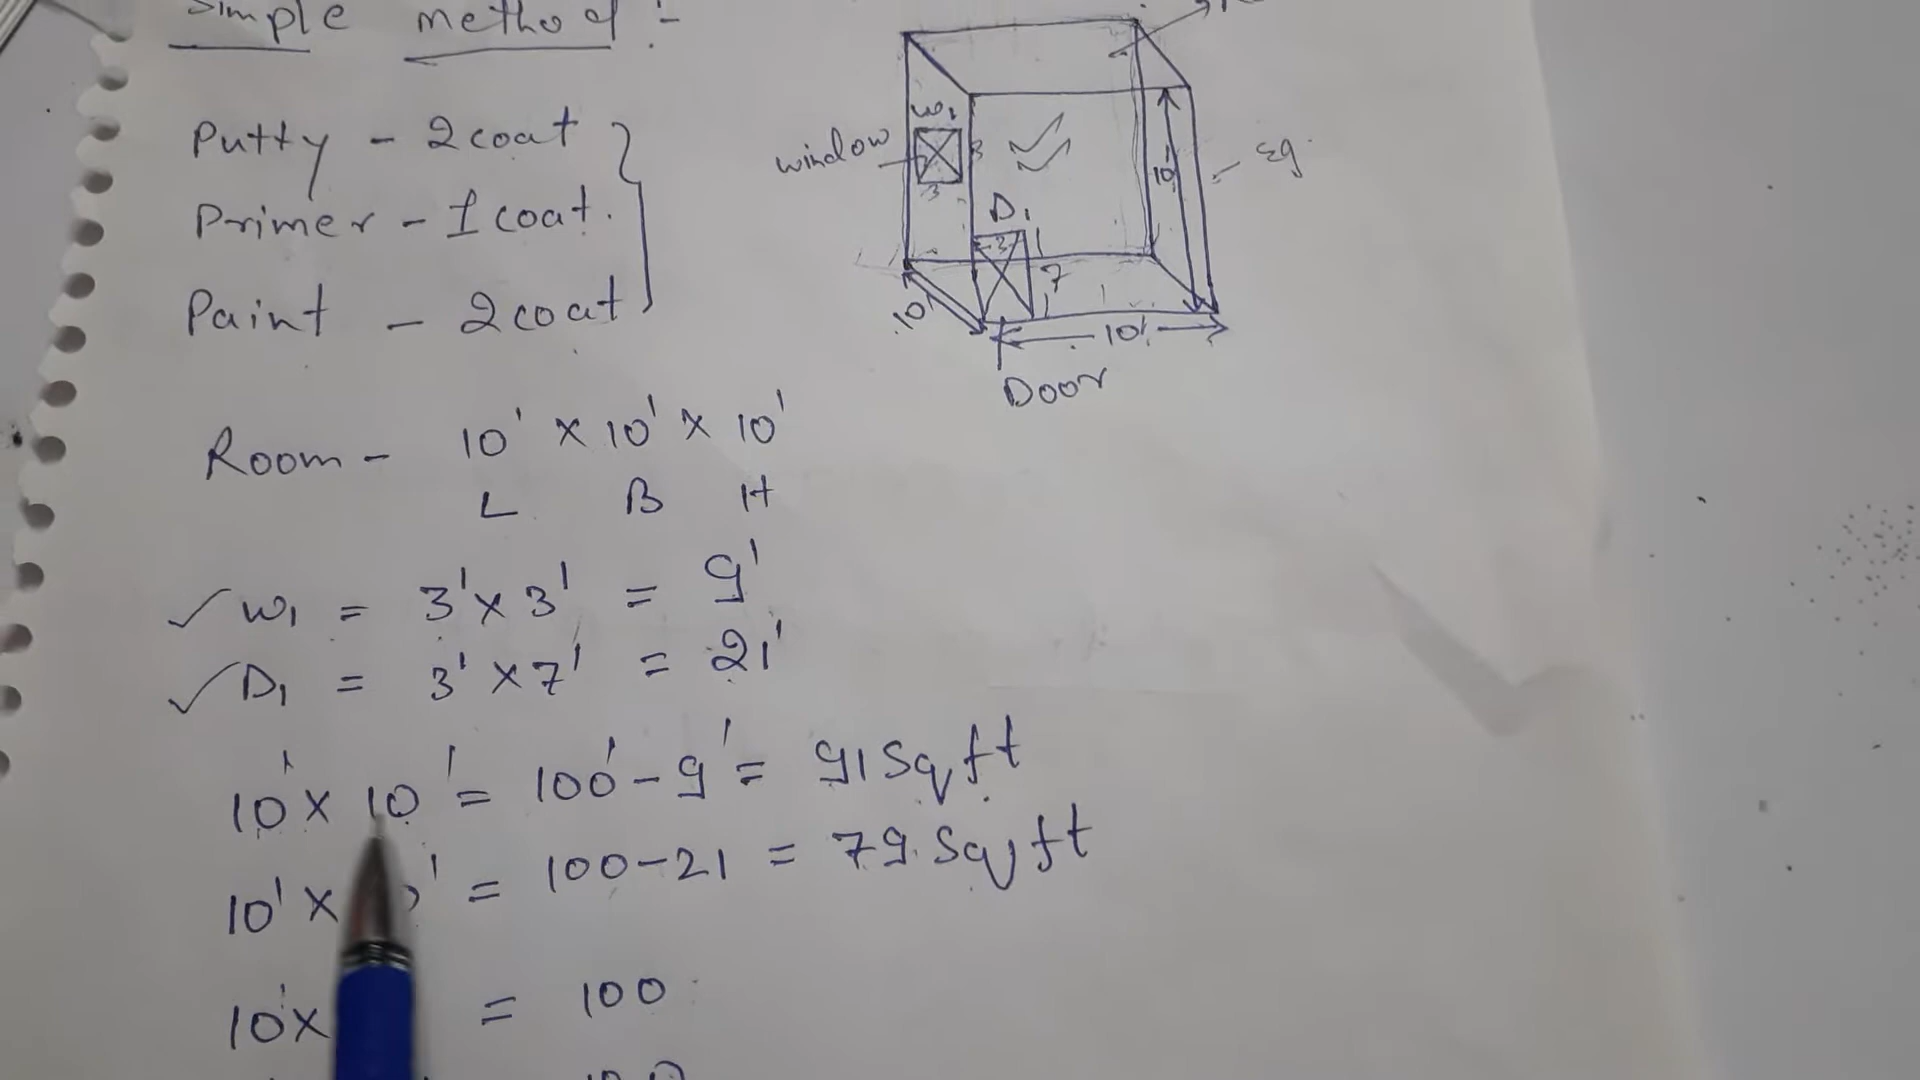 Simple method :-
Putty - 2 coat
Primer - 1 coat.
Paint - 2 coat
W1
window
3
3
D1
3
7
10'
10'
10'
Eg.
Door
Room - 10' x 10' x 10'
L B H
✓ W1 = 3' x 3' = 9'
✓ D1 = 3' x 7' = 21'
10' x 10' = 100' - 9' = 91 Sq ft
10' x = 100 - 21 = 79 Sq ft
10' x = 100